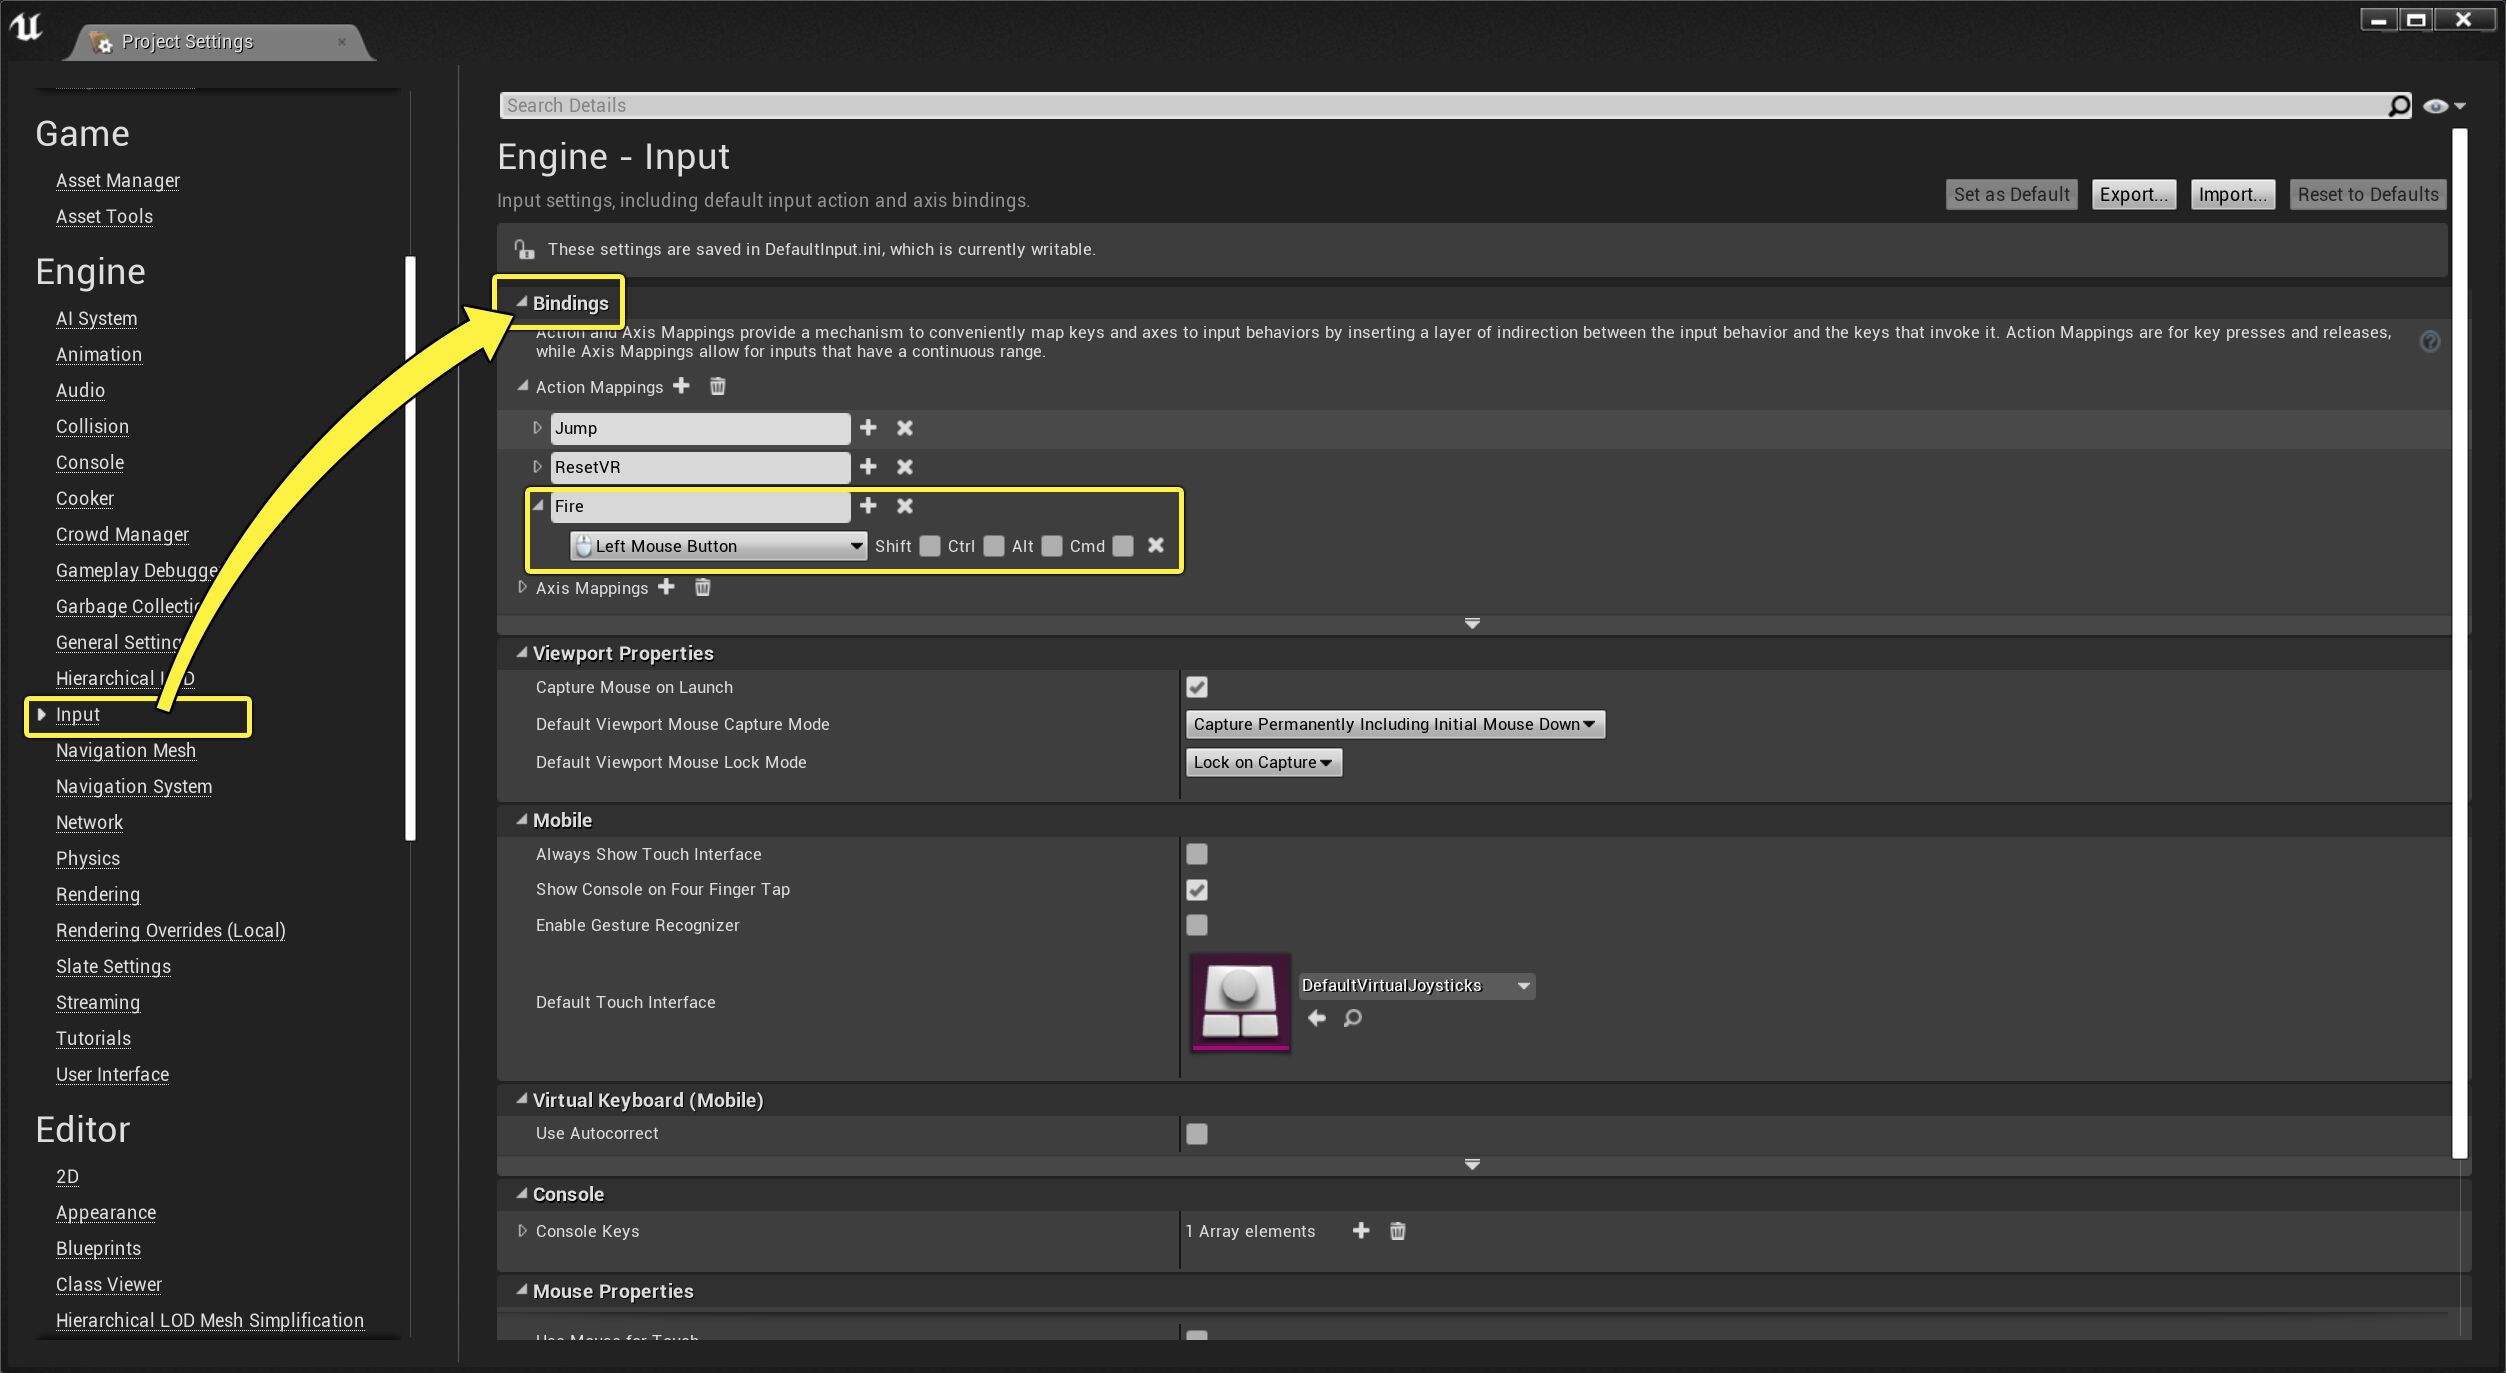 Project Settings
Game
Asset Manager
Asset Tools
Engine
AI System
Animation
Audio
Collision
Console
Cooker
Crowd Manager
Gameplay
Garbage
General
Hierarchical
Input
Navigation Mesh
Navigation System
Network
Physics
Rendering
Rendering Overrides (Local)
Slate Settings
Streaming
Tutorials
User Interface
Editor
2D
Appearance
Blueprints
Class Viewer
Hierarchical LOD Mesh Simplification
Search Details
Engine - Input
Input settings, including default input action and axis bindings.
Set as Default
Export...
Import...
Reset to Defaults
These settings are saved in DefaultInput.ini, which is currently writable.
Bindings
Action and Axis Mappings provide a mechanism to conveniently map keys and axes to input behaviors by inserting a layer of indirection between the input behavior and the keys that invoke it. Action Mappings are for key presses and releases,
while Axis Mappings allow for inputs that have a continuous range.
Action Mappings
Jump
ResetVR
Fire
Left Mouse Button Shift Ctrl Alt Cmd
Axis Mappings
Viewport Properties
Capture Mouse on Launch
Default Viewport Mouse Capture Mode Capture Permanently Including Initial Mouse Down
Default Viewport Mouse Lock Mode Lock on Capture
Mobile
Always Show Touch Interface
Show Console on Four Finger Tap
Enable Gesture Recognizer
Default Touch Interface DefaultVirtualJoysticks
Virtual Keyboard (Mobile)
Use Autocorrect
Console
Console Keys 1 Array elements
Mouse Properties
Use Mouse for Touch